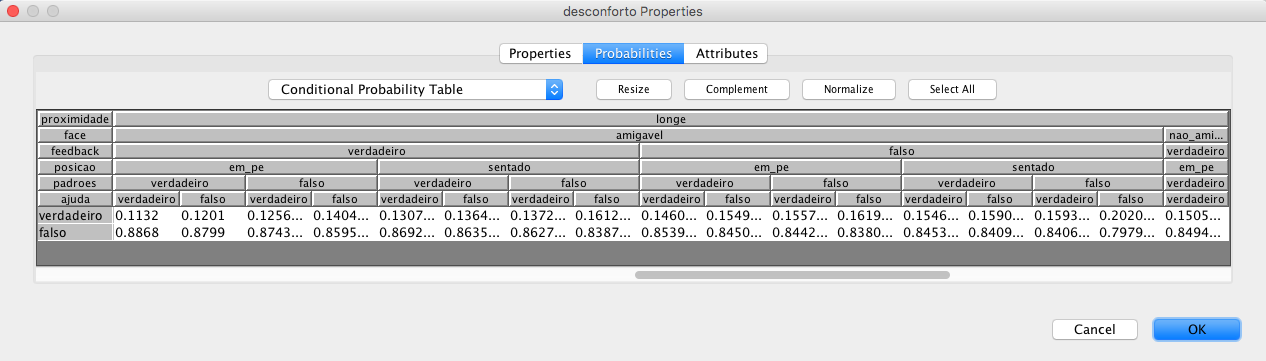 desconforto Properties
Properties Probabilities Attributes
Conditional Probability Table Resize Complement Normalize Select All
proximidade longe
face amigavel nao_ami...
feedback verdadeiro falso verdadeiro
posicao em_pe sentado em_pe sentado em_pe
padroes verdadeiro falso verdadeiro falso verdadeiro falso verdadeiro falso verdadeiro
ajuda verdadeiro falso verdadeiro falso verdadeiro falso verdadeiro falso verdadeiro falso verdadeiro falso verdadeiro falso verdadeiro falso verdadeiro
verdadeiro 0.1132 0.1201 0.1256... 0.1404... 0.1307... 0.1364... 0.1372... 0.1612... 0.1460... 0.1549... 0.1557... 0.1619... 0.1546... 0.1590... 0.1593... 0.2020... 0.1505...
falso 0.8868 0.8799 0.8743... 0.8595... 0.8692... 0.8635... 0.8627... 0.8387... 0.8539... 0.8450... 0.8442... 0.8380... 0.8453... 0.8409... 0.8406... 0.7979... 0.8494...
Cancel OK